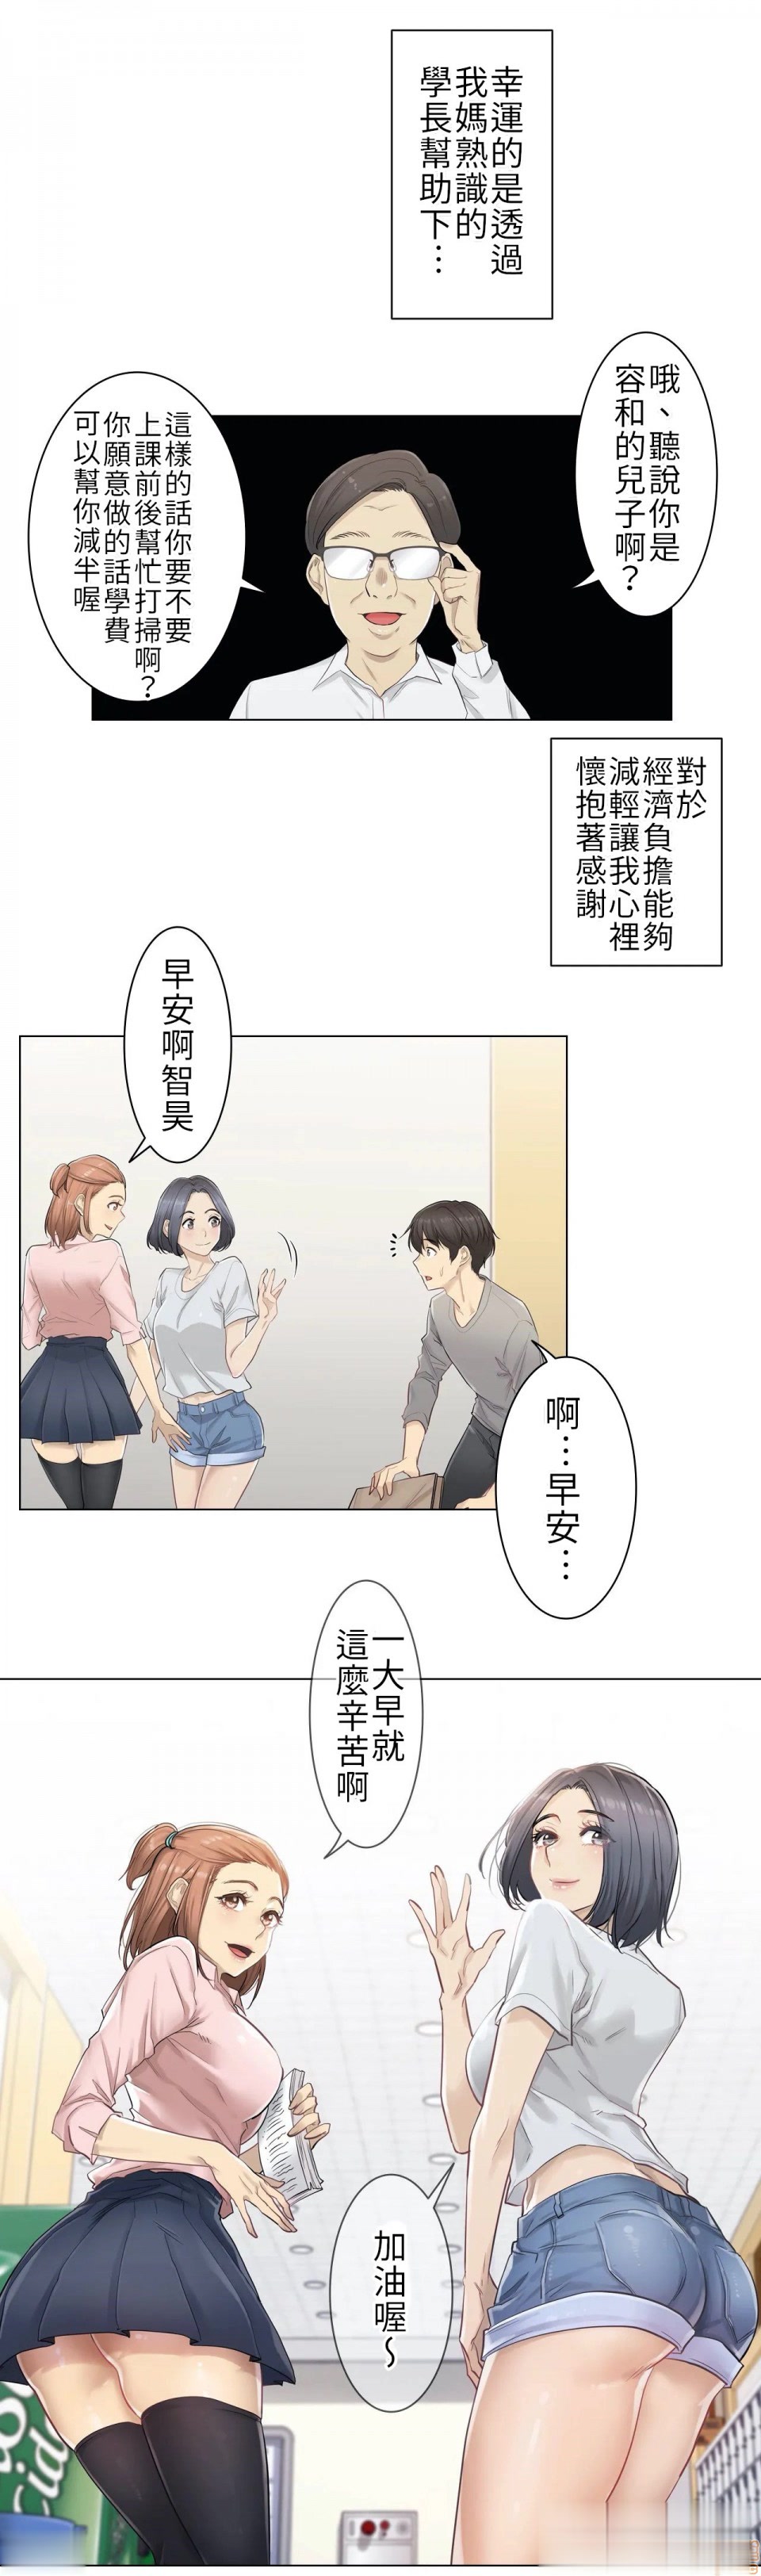 幸運的是透過
我媽熟識的
學長幫助下…
哦、聽說你是
容和的兒子啊？
這樣的話你要不要
上課前後幫忙打掃啊？
你願意做的話學費
可以幫你減半喔
對於
經濟負擔能夠
減輕讓我心裡
懷抱著感謝
早安啊智昊
啊…早安…
一大早就
這麼辛苦啊
加油喔～